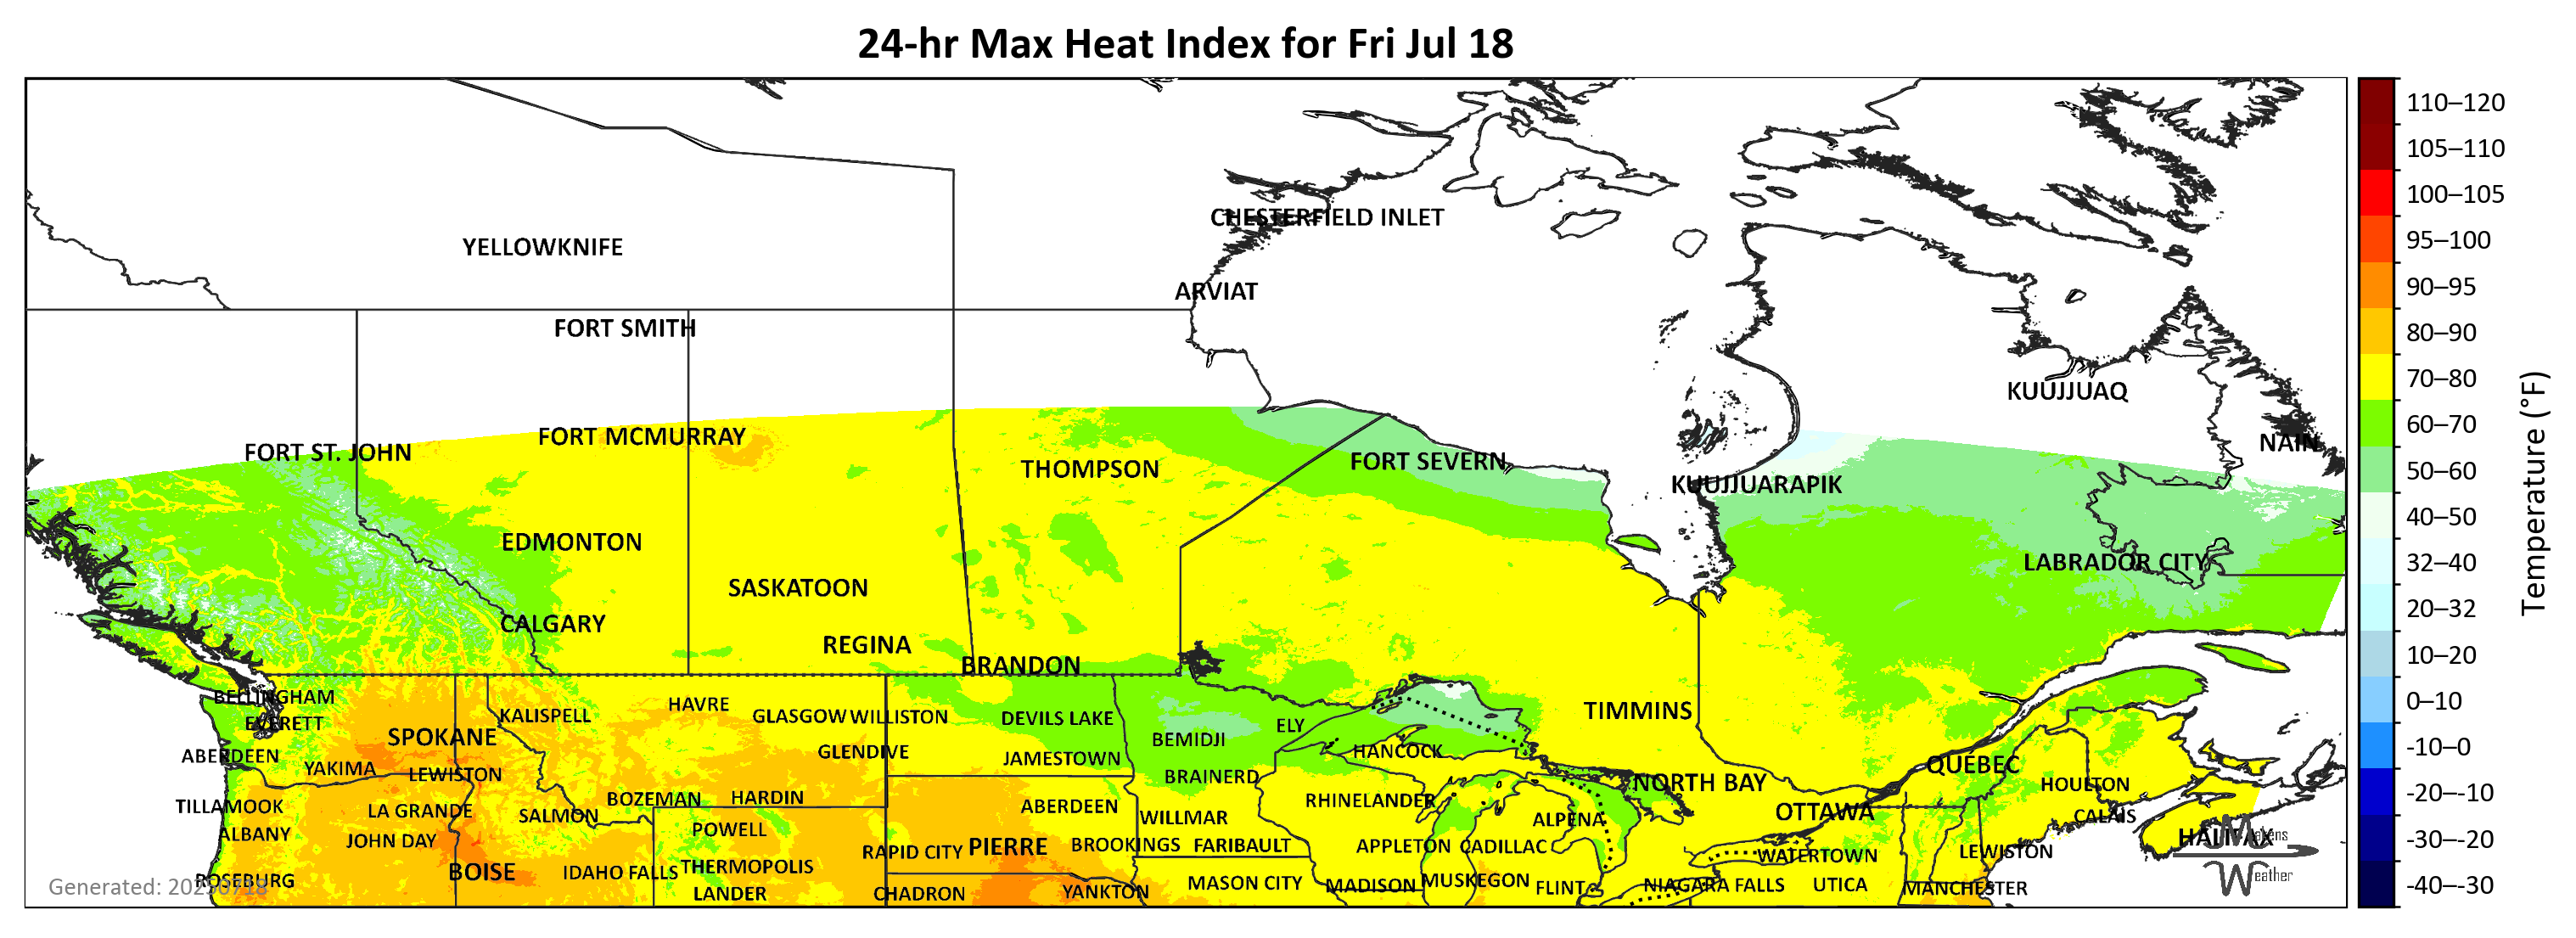 24-hr Max Heat Index for Fri Jul 18
110–120
105–110
CHESTERFIELD INLET
100–105
YELLOWKNIFE
95–100
ARVIAT
90–95
FORT SMITH
80–90
KUUJJUAQ
70–80
FORT ST. JOHN
FORT MCMURRAY
NAIN
60–70
THOMPSON
FORT SEVERN
50–60
KUUJJUARAPIK
40–50
Temperature (°F)
EDMONTON
LABRADOR CITY
32–40
SASKATOON
20–32
CALGARY
REGINA
10–20
BRANDON
BELLINGHAM
HAVRE
0–10
KALISPELL
GLASGOW WILLISTON
DEVILS LAKE
TIMMINS
EVERETT
ELY
SPOKANE
BEMIDJI
-10–0
ABERDEEN
GLENDIVE
JAMESTOWN
HANCOCK
QUÉBEC
YAKIMA
LEWISTON
BRAINERD
NORTH BAY
HOULTON
-20–-10
TILLAMOOK
LA GRANDE
SALMON
BOZEMAN
HARDIN
ABERDEEN
WILLMAR
RHINELANDER
ALPENA
OTTAWA
CALAIS
ALBANY
JOHN DAY
POWELL
RAPID CITY
PIERRE
BROOKINGS
FARIBAULT
APPLETON
CADILLAC
WATERTOWN
LEWISTON
HALIFAX
-30–-20
BOISE
IDAHO FALLS
THERMOPOLIS
Generated: 20250718
ROSEBURG
LANDER
CHADRON
YANKTON
MASON CITY
MADISON
MUSKEGON
FLINT
NIAGARA FALLS
UTICA
MANCHESTER
Weather
-40–-30